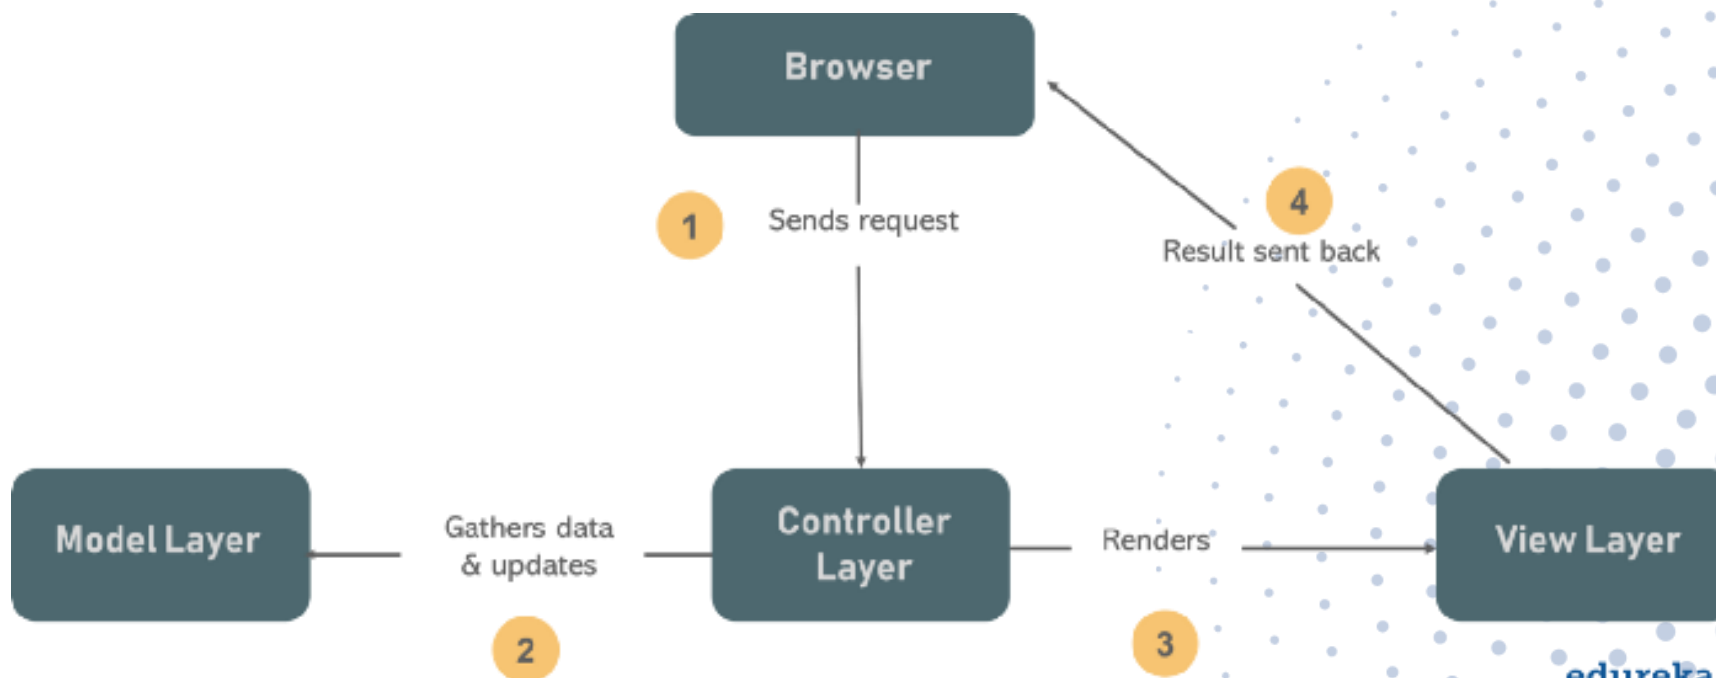 Browser
1
Sends request
4
Result sent back
Model Layer
Gathers data
& updates
2
Controller
Layer
Renders
3
View Layer
edureka